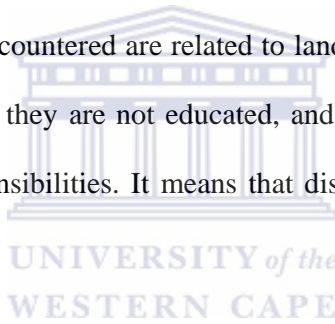 countered are related to land
they are not educated, and
nsibilities. It means that dis
UNIVERSITY of the
WESTERN CAPE